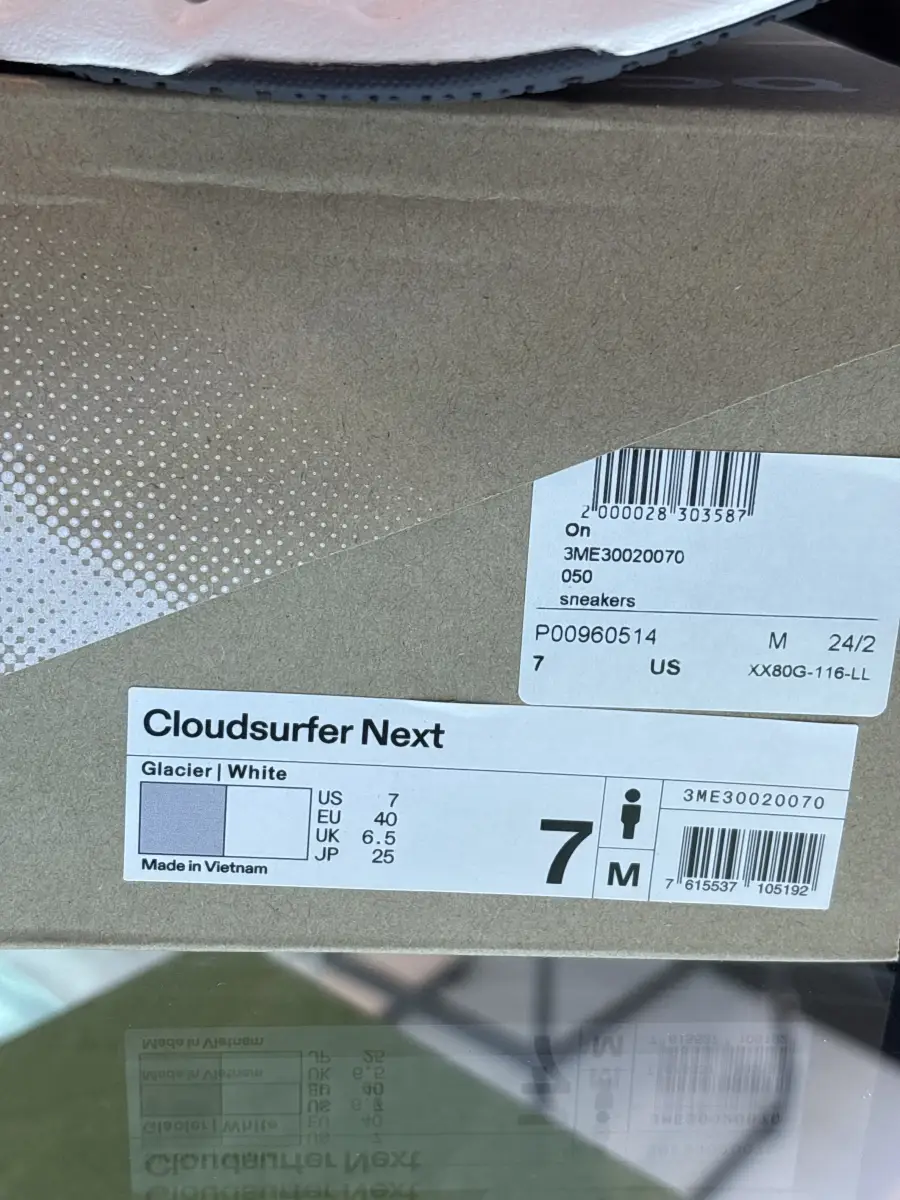 2 000028 303587
On
3ME30020070
050
sneakers
P00960514 M 24/2
7 US XX80G-116-LL
Cloudsurfer Next
Glacier | White
US 7
EU 40
UK 6.5
JP 25
Made in Vietnam
7
M
3ME30020070
7 615537 105192